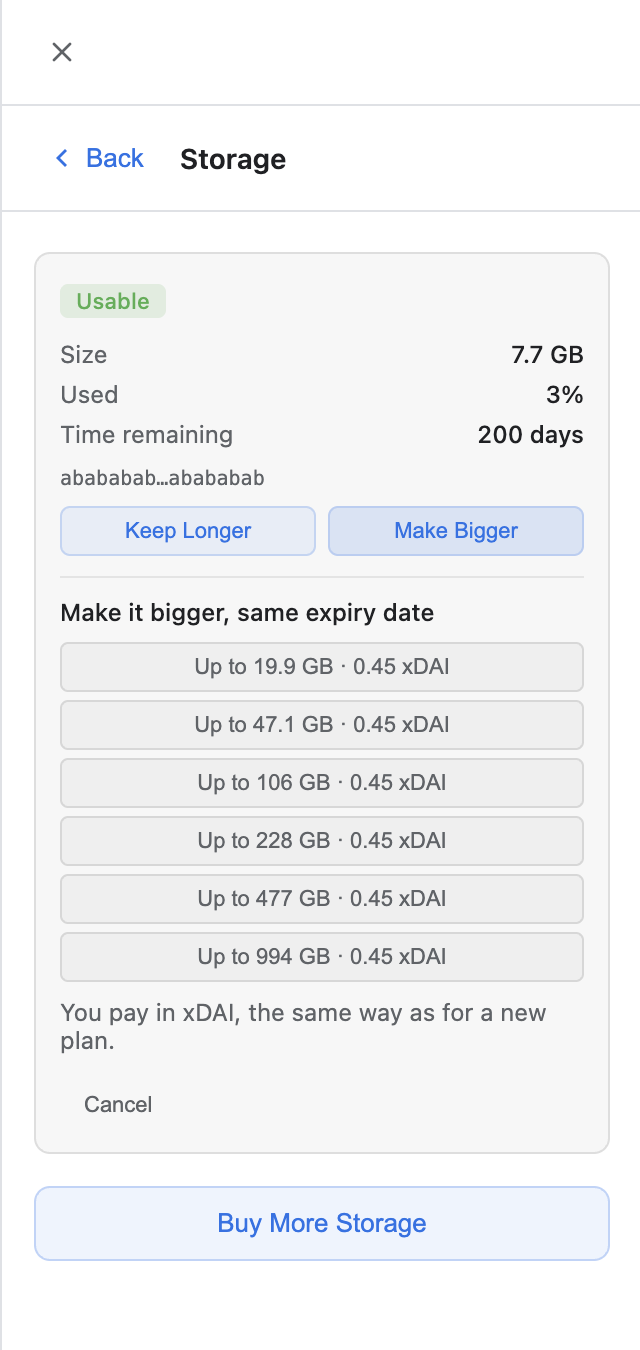 Back Storage
Usable
Size 7.7 GB
Used 3%
Time remaining 200 days
abababab…abababab
Keep Longer Make Bigger
Make it bigger, same expiry date
Up to 19.9 GB · 0.45 xDAI
Up to 47.1 GB · 0.45 xDAI
Up to 106 GB · 0.45 xDAI
Up to 228 GB · 0.45 xDAI
Up to 477 GB · 0.45 xDAI
Up to 994 GB · 0.45 xDAI
You pay in xDAI, the same way as for a new
plan.
Cancel
Buy More Storage